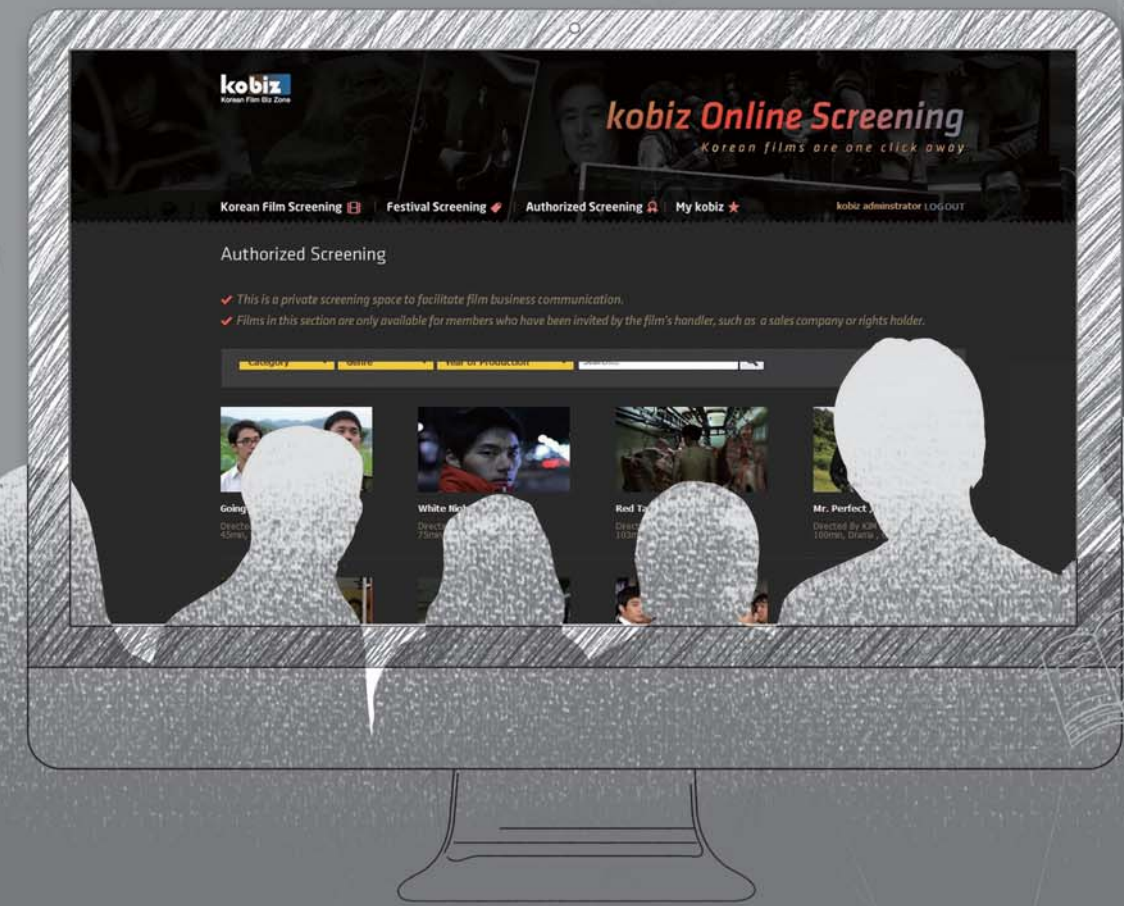 kobiz
Korean Film Biz Zone
kobiz Online Screening
Korean films are one click away
Korean Film Screening Festival Screening Authorized Screening My kobiz kobiz adminstrator LOGOUT
Authorized Screening
This is a private screening space to facilitate film business communication.
Films in this section are only available for members who have been invited by the film's handler, such as a sales company or rights holder.
Category Genre Year of Production Search...
Going White Red Mr. Perfect
Directed By KIM
45min, 75min, 100min, Drama ,